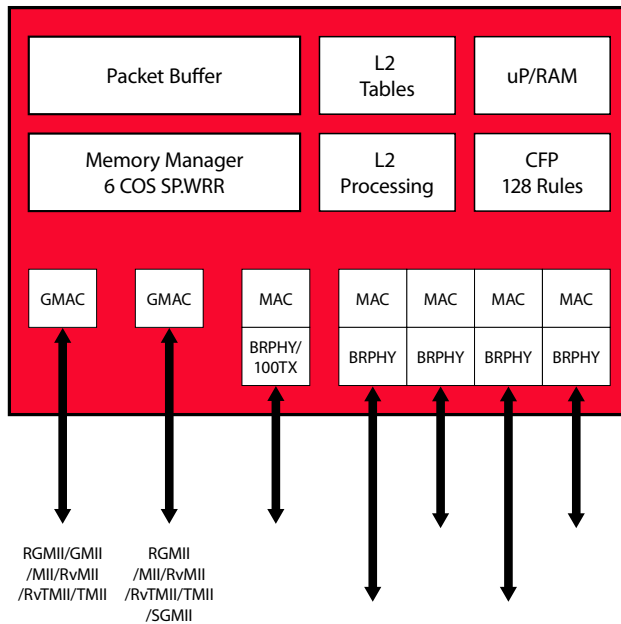 Packet Buffer
L2
Tables
uP/RAM
Memory Manager
6 COS SP.WRR
L2
Processing
CFP
128 Rules
GMAC
GMAC
MAC
MAC
MAC
MAC
MAC
BRPHY/
100TX
BRPHY
BRPHY
BRPHY
BRPHY
RGMII/GMII
/MII/RvMII
/RvTMII/TMII
RGMII
/MII/RvMII
/RvTMII/TMII
/SGMII